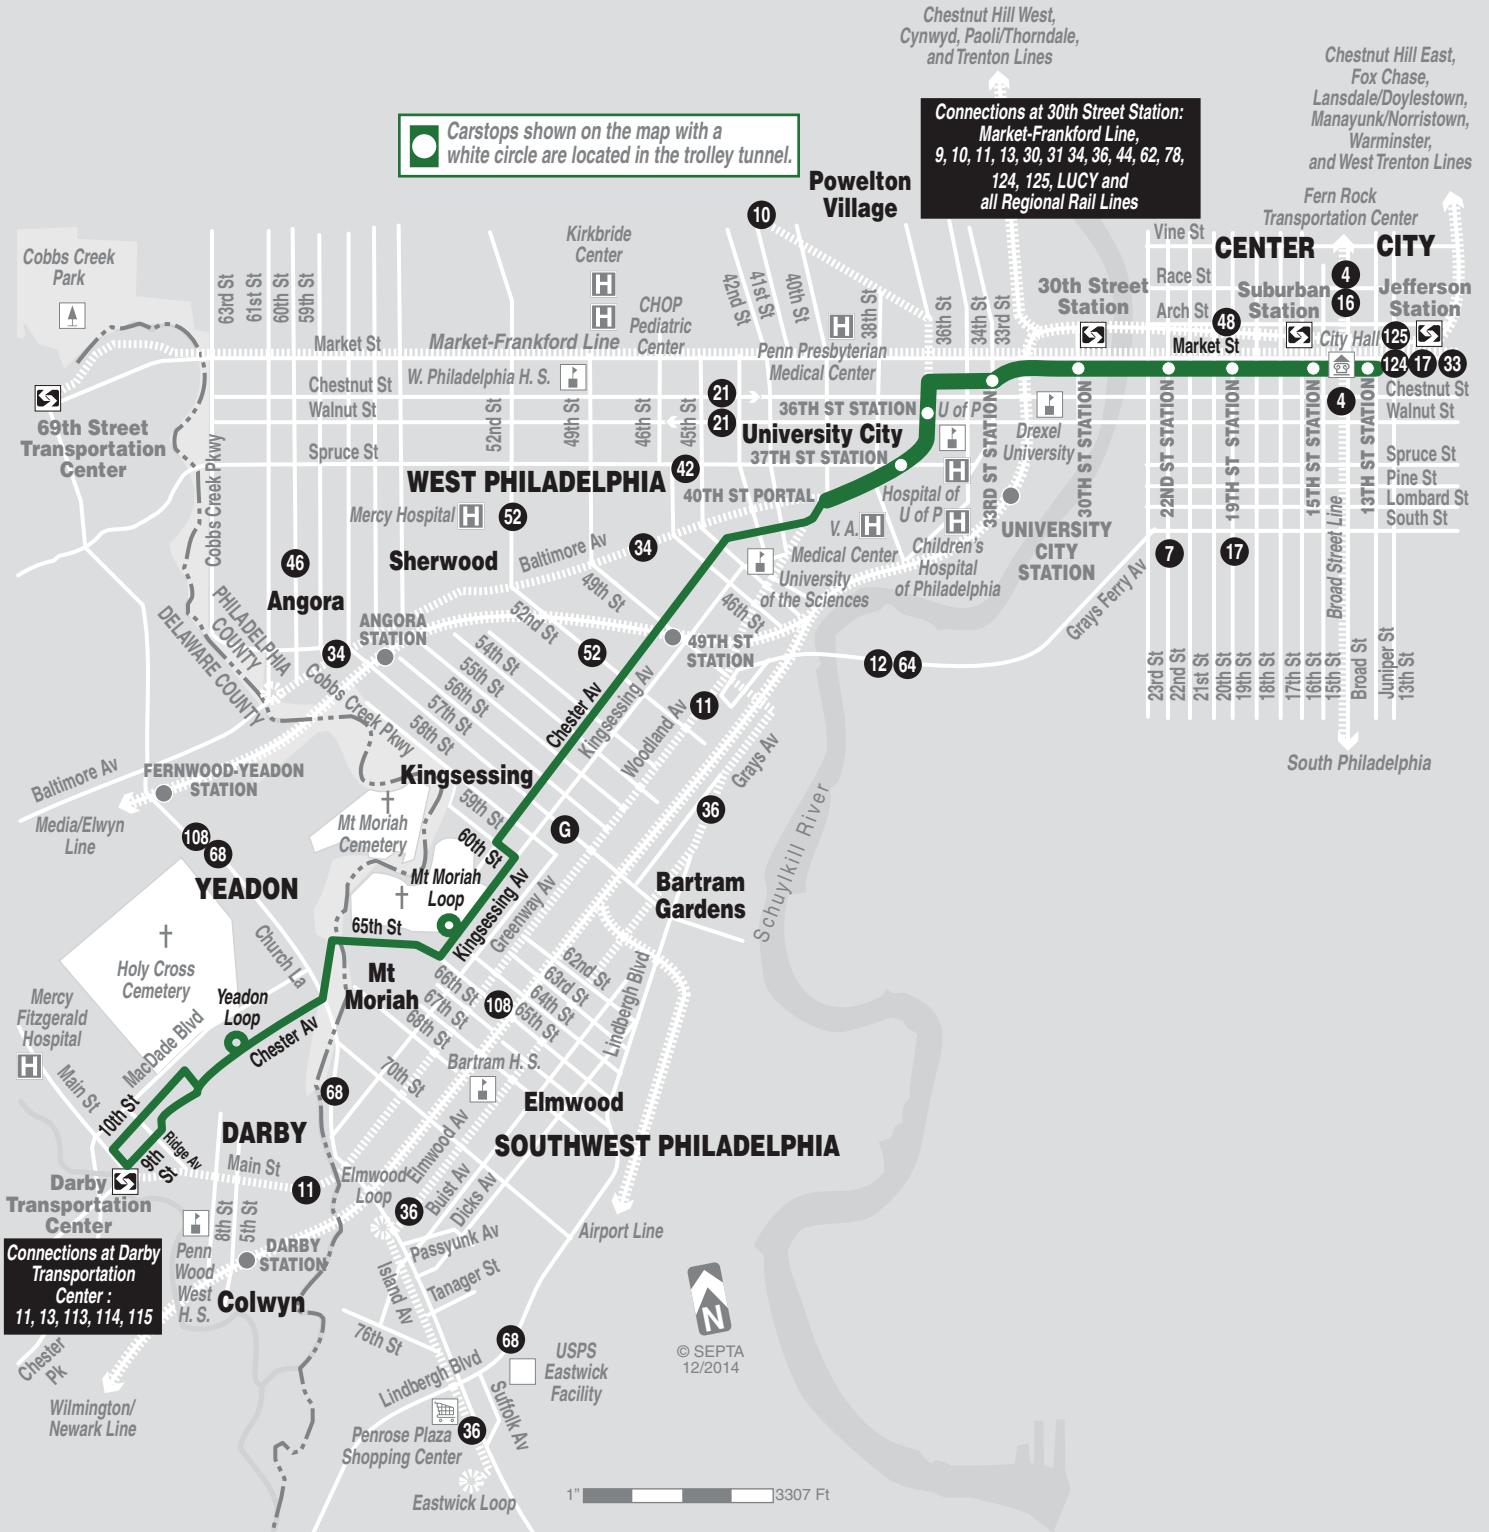 Chestnut Hill West,
Cynwyd, Paoli/Thorndale,
and Trenton Lines
Chestnut Hill East,
Fox Chase,
Lansdale/Doylestown,
Manayunk/Norristown,
Warminster,
and West Trenton Lines
Carstops shown on the map with a
white circle are located in the trolley tunnel.
Connections at 30th Street Station:
Market-Frankford Line,
9, 10, 11, 13, 30, 31 34, 36, 44, 62, 78,
124, 125, LUCY and
all Regional Rail Lines
Powelton
Village
10
Fern Rock
Transportation Center
Vine St
CENTER CITY
Cobbs Creek
Park
Kirkbride
Center
H
H
CHOP
Pediatric
Center
63rd St
61st St
60th St
59th St
42nd St
41st St
40th St
38th St
36th St
34th St
33rd St
H
30th Street
Station
Race St
Arch St
48
Suburban
Station
4
16
Jefferson
Station
Market St
Market-Frankford Line
Penn Presbyterian
Medical Center
Market St
City Hall
125
124
17
33
Chestnut St
W. Philadelphia H. S.
Walnut St
Spruce St
52nd St
49th St
46th St
45th St
21
21
36TH ST STATION
U of P
University City
37TH ST STATION
Drexel
University
33RD ST STATION
30TH ST STATION
22ND ST STATION
19TH ST STATION
15TH ST STATION
13TH ST STATION
4
Chestnut St
Walnut St
Spruce St
Pine St
Lombard St
South St
69th Street
Transportation
Center
Cobbs Creek Pkwy
WEST PHILADELPHIA
42
40TH ST PORTAL
H
Hospital of
U of P
Mercy Hospital
H
52
V. A.
H
Medical Center
H
Children's
Hospital
of Philadelphia
UNIVERSITY
CITY
STATION
Broad Street Line
7
17
Grays Ferry Av
46
Angora
Sherwood
Baltimore Av
34
University
of the Sciences
PHILADELPHIA
COUNTY
DELAWARE COUNTY
ANGORA
STATION
34
49th St
52nd St
46th St
49TH ST
STATION
12
64
52
54th St
55th St
56th St
57th St
58th St
Cobbs Creek Pkwy
Chester Av
Kingsessing Av
Woodland Av
11
Grays Av
23rd St
22nd St
21st St
20th St
19th St
18th St
17th St
16th St
15th St
Broad St
Juniper St
13th St
South Philadelphia
Baltimore Av
FERNWOOD-YEADON
STATION
Media/Elwyn
Line
108
68
Kingsessing
59th St
Mt Moriah
Cemetery
60th St
G
36
Schuylkill River
YEADON
Mt Moriah
Loop
Bartram
Gardens
65th St
Kingsessing Av
Greenway Av
Church La
Holy Cross
Cemetery
Mt
Moriah
66th St
67th St
68th St
108
62nd St
63rd St
64th St
65th St
Lindbergh Blvd
Mercy
Fitzgerald
Hospital
H
Yeadon
Loop
Chester Av
MacDade Blvd
Main St
10th St
Ridge Av
9th
St
68
70th St
Bartram H. S.
Elmwood
SOUTHWEST PHILADELPHIA
DARBY
Main St
11
Elmwood
Loop
Elmwood Av
36
Buist Av
Dicks Av
Darby
Transportation
Center
8th St
5th St
Connections at Darby
Transportation
Center :
11, 13, 113, 114, 115
Penn
Wood
West
H. S.
DARBY
STATION
Colwyn
Passyunk Av
Tanager St
Island Av
Airport Line
76th St
Chester
Pk
Wilmington/
Newark Line
68
USPS
Eastwick
Facility
Lindbergh Blvd
Suffolk Av
Penrose Plaza
Shopping Center
36
Eastwick Loop
N
© SEPTA
12/2014
1"
3307 Ft